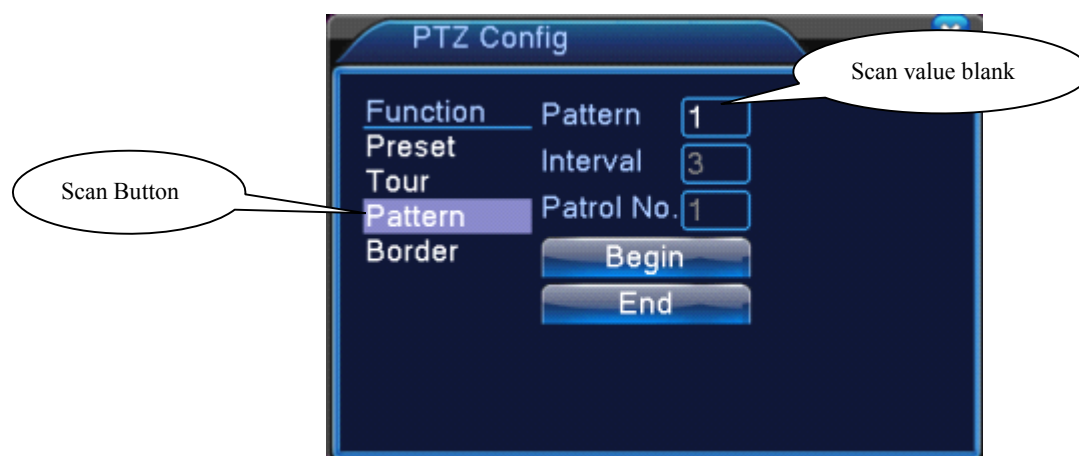 PTZ Config
Scan value blank
Function
Pattern 1
Preset
Interval 3
Tour
Scan Button
Pattern
Patrol No. 1
Border
Begin
End